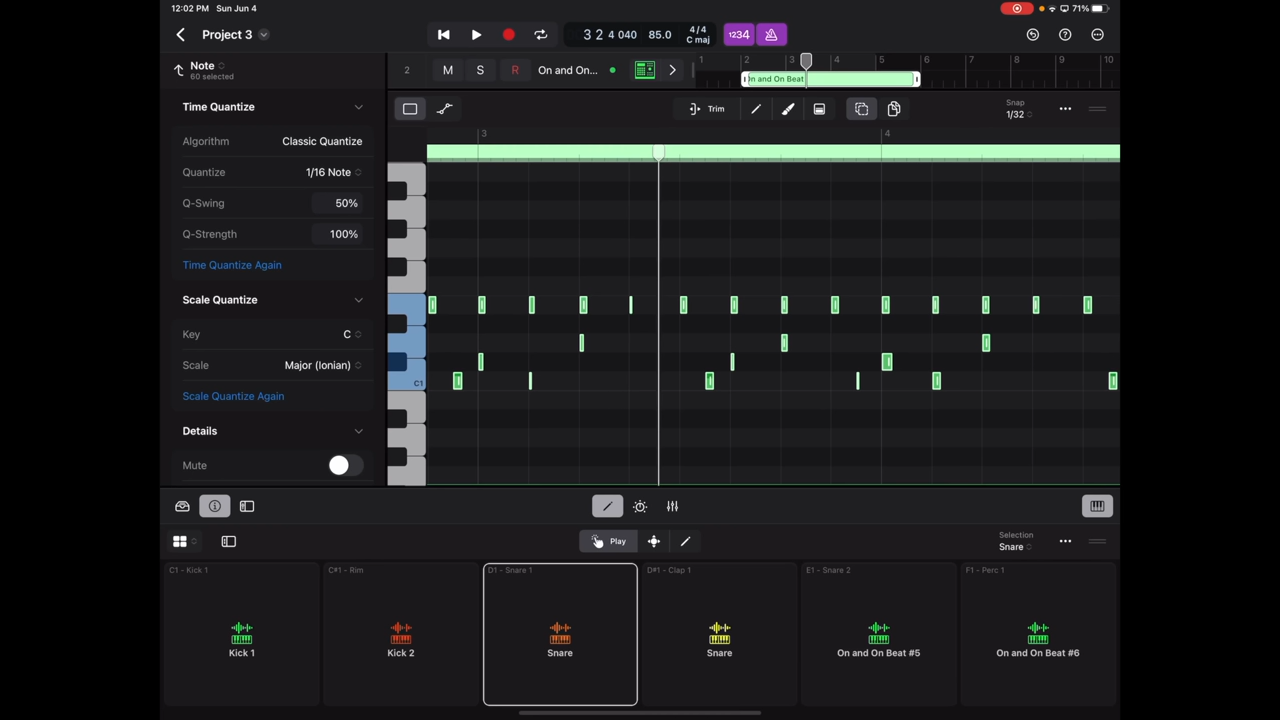 12:02 PM Sun Jun 4
71%
Project 3
3 2 4 040
85.0
4/4
C maj
1234
Note
60 selected
2
M
S
R
On and On...
1
2
3
4
5
6
7
8
9
10
n and On Beat
Time Quantize
Trim
Snap
1/32
Algorithm
Classic Quantize
3
4
Quantize
1/16 Note
Q-Swing
50%
Q-Strength
100%
Time Quantize Again
Scale Quantize
Key
C
Scale
Major (Ionian)
C1
Scale Quantize Again
Details
Mute
Play
Selection
Snare
C1 - Kick 1
C#1 - Rim
D1 - Snare 1
D#1 - Clap 1
E1 - Snare 2
F1 - Perc 1
Kick 1
Kick 2
Snare
Snare
On and On Beat #5
On and On Beat #6